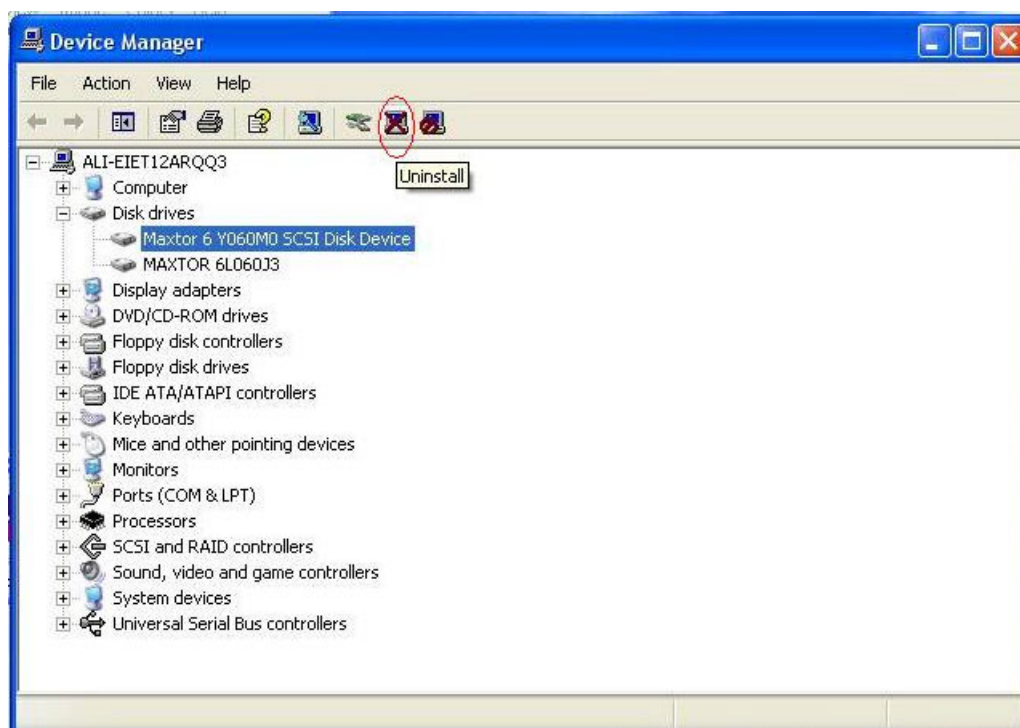 Device Manager
File Action View Help
ALI-EIET12ARQQ3
Uninstall
Computer
Disk drives
Maxtor 6 Y060M0 SCSI Disk Device
MAXTOR 6L060J3
Display adapters
DVD/CD-ROM drives
Floppy disk controllers
Floppy disk drives
IDE ATA/ATAPI controllers
Keyboards
Mice and other pointing devices
Monitors
Ports (COM & LPT)
Processors
SCSI and RAID controllers
Sound, video and game controllers
System devices
Universal Serial Bus controllers